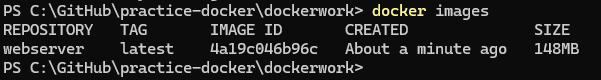 PS C:\GitHub\practice-docker\dockerwork> docker images
REPOSITORY   TAG       IMAGE ID       CREATED              SIZE
webserver    latest    4a19c046b96c   About a minute ago   148MB
PS C:\GitHub\practice-docker\dockerwork>